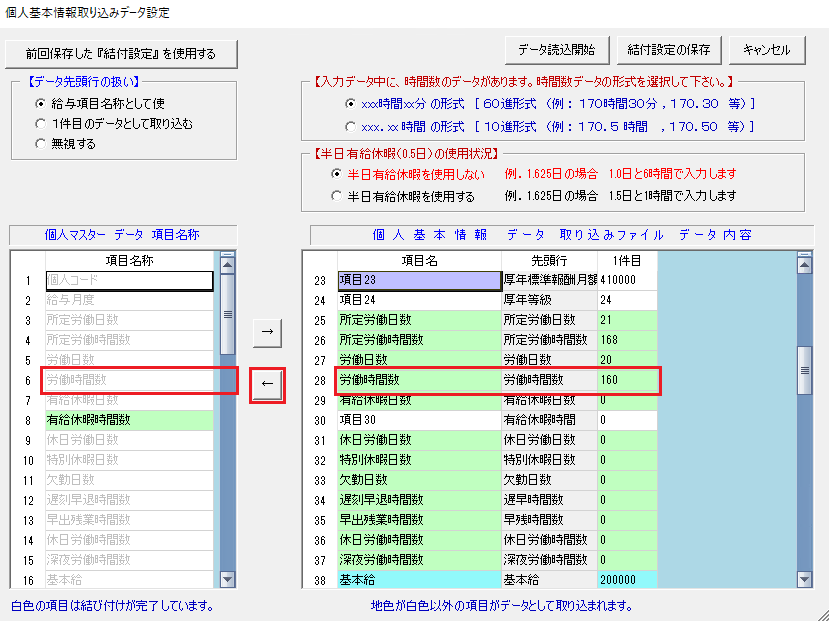 個人基本情報取り込みデータ設定
前回保存した『結付設定』を使用する
データ読込開始
結付設定の保存
キャンセル
【データ先頭行の扱い】
給与項目名称として使
1件目のデータとして取り込む
無視する
【入力データ中に、時間数のデータがあります。時間数データの形式を選択して下さい。】
xxx時間xx分 の形式 [ 60進形式 (例: 170時間30分 , 170.30 等) ]
xxx.xx 時間 の形式 [ 10進形式 (例: 170.5 時間 , 170.50 等) ]
【半日有給休暇(0.5日)の使用状況】
半日有給休暇を使用しない 例. 1.625日の場合 1.0日と6時間で入力します
半日有給休暇を使用する 例. 1.625日の場合 1.5日と1時間で入力します
個人マスター データ 項目名称
項目名称
1 個人コード
2 給与月度
3 所定労働日数
4 所定労働時間数
5 労働日数
6 労働時間数
7 有給休暇日数
8 有給休暇時間数
9 休日労働日数
10 特別休暇日数
11 欠勤日数
12 遅刻早退時間数
13 早出残業時間数
14 休日労働時間数
15 深夜労働時間数
16 基本給
→
←
個 人 基 本 情 報 データ 取り込みファイル データ内容
項目名 先頭行 1件目
23 項目23 厚年標準報酬月額 410000
24 項目24 厚年等級 24
25 所定労働日数 所定労働日数 21
26 所定労働時間数 所定労働時間数 168
27 労働日数 労働日数 20
28 労働時間数 労働時間数 160
29 有給休暇日数 有給休暇日数 0
30 項目30 有給休暇時間 0
31 休日労働日数 休日労働日数 0
32 特別休暇日数 特別休暇日数 0
33 欠勤日数 欠勤日数 0
34 遅刻早退時間数 遅早時間数 0
35 早出残業時間数 早残時間数 0
36 休日労働時間数 休日労働時間数 0
37 深夜労働時間数 深夜労働時間数 0
38 基本給 基本給 200000
白色の項目は結び付けが完了しています。
地色が白色以外の項目がデータとして取り込まれます。